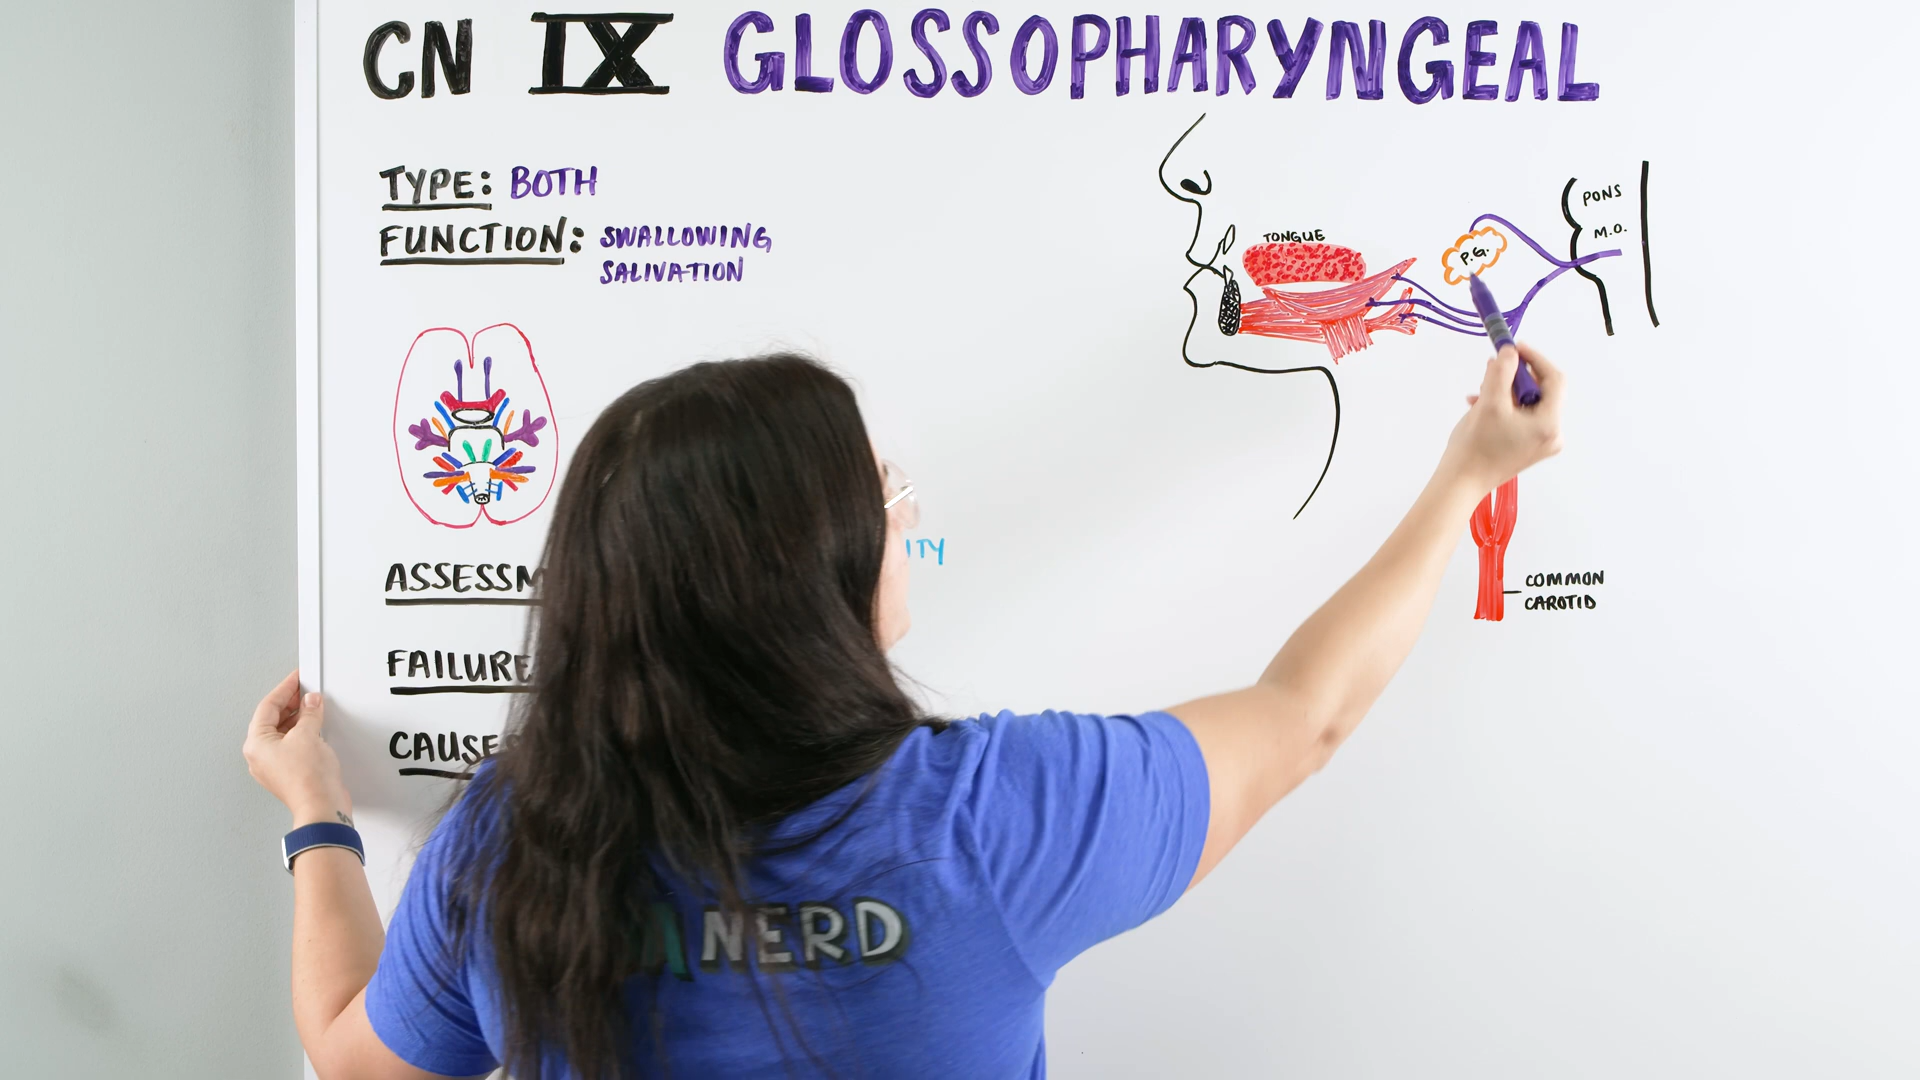 CN IX GLOSSOPHARYNGEAL
TYPE: BOTH
FUNCTION: SWALLOWING
SALIVATION
PONS
M.O.
TONGUE
P.G.
COMMON
CAROTID
NERD